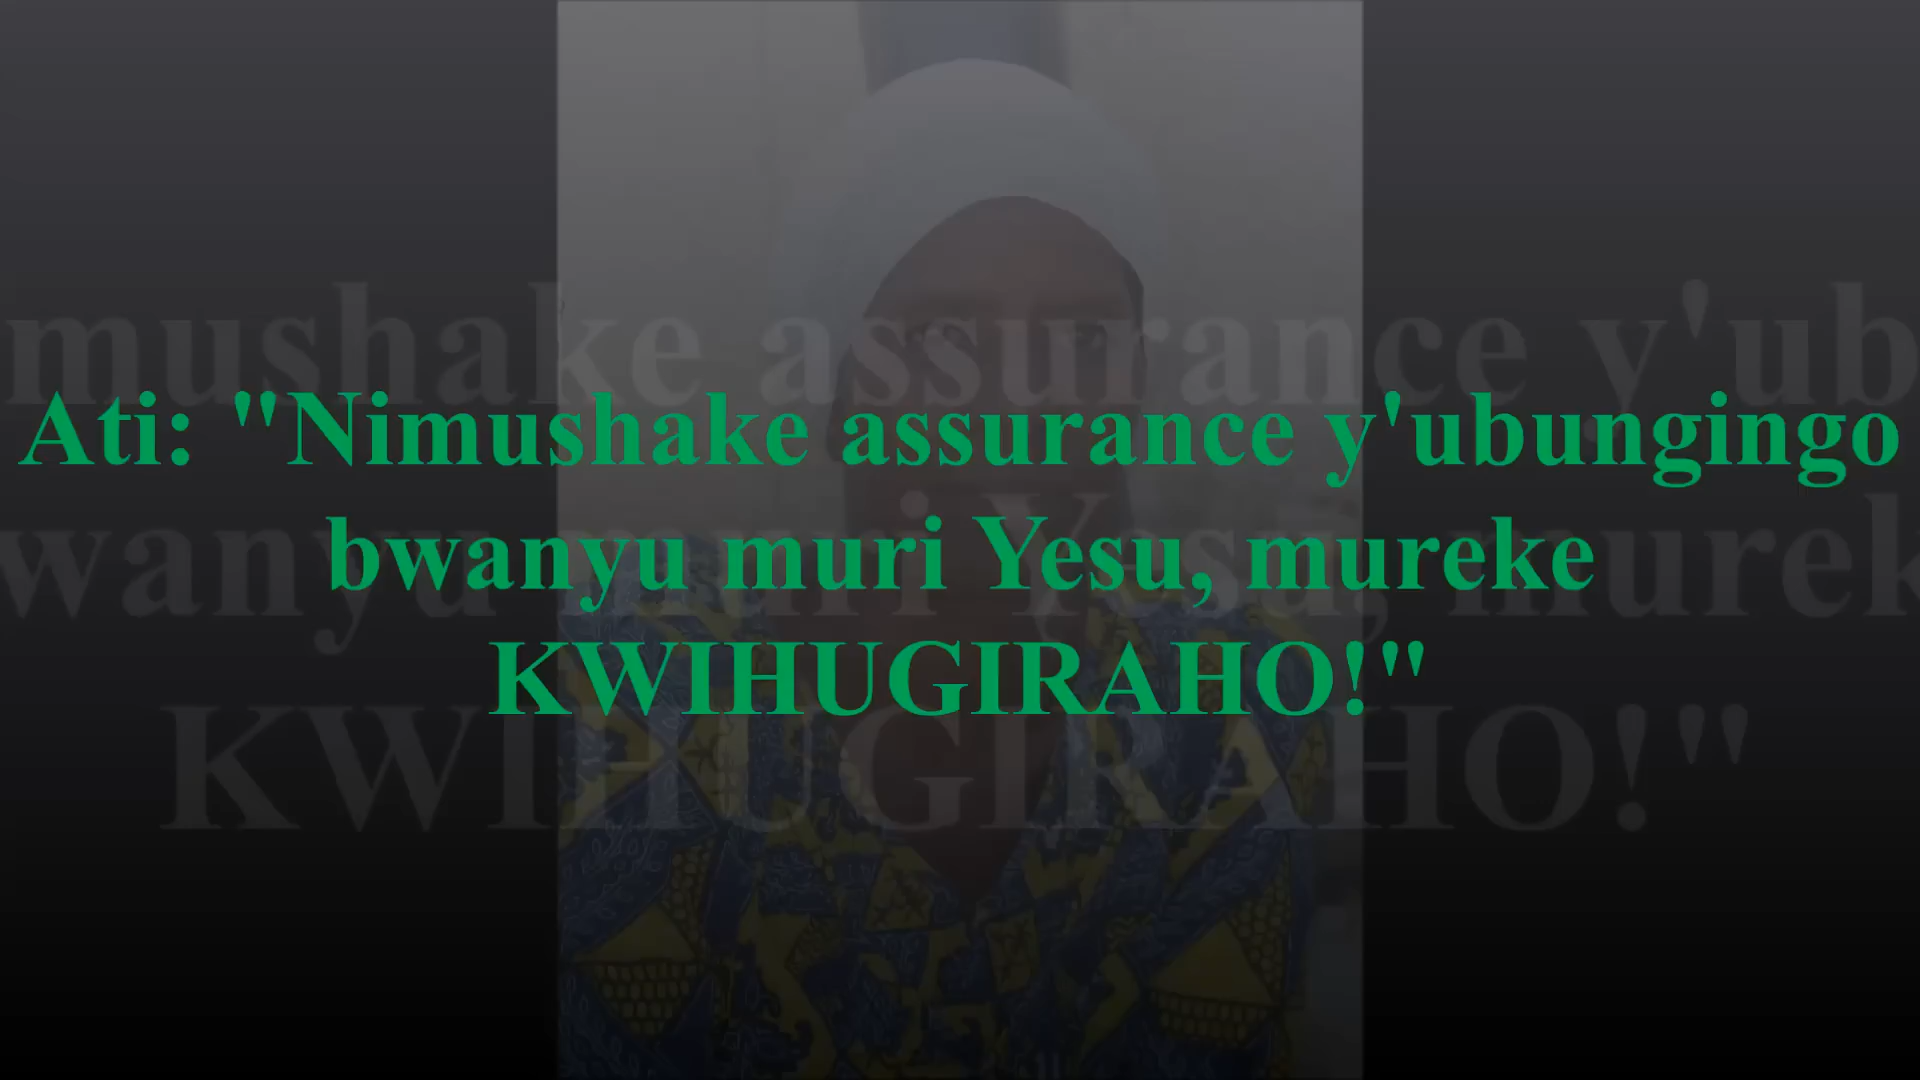 Ati: "Nimushake assurance y'ubungingo
bwanyu muri Yesu, mureke
KWIHUGIRAHO!"